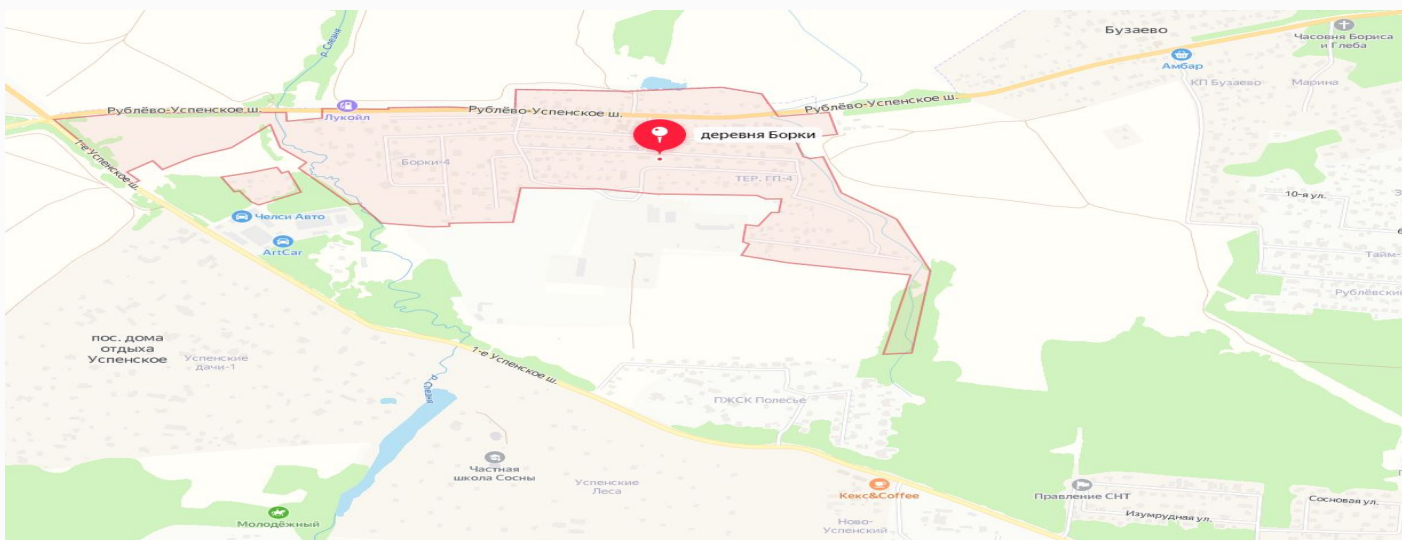 Бузаево
Часовня Бориса
и Глеба
Амбар
КП Бузаево
Марина
р. Слезня
Рублёво-Успенское ш.
Лукойл
Рублёво-Успенское ш.
Рублёво-Успенское ш.
деревня Борки
1-е Успенское ш.
Борки-4
ТЕР. ГП-4
10-я ул.
Челси Авто
ArtCar
Тайм-
Рублёвский
пос. дома
отдыха
Успенское
Успенские
дачи-1
1-е Успенское ш.
р. Слезня
ПЖСК Полесье
Частная
школа Сосны
Успенские
Леса
Кекс&Coffee
Правление СНТ
Сосновая ул.
Изумрудная ул.
Молодёжный
Ново-
Успенский